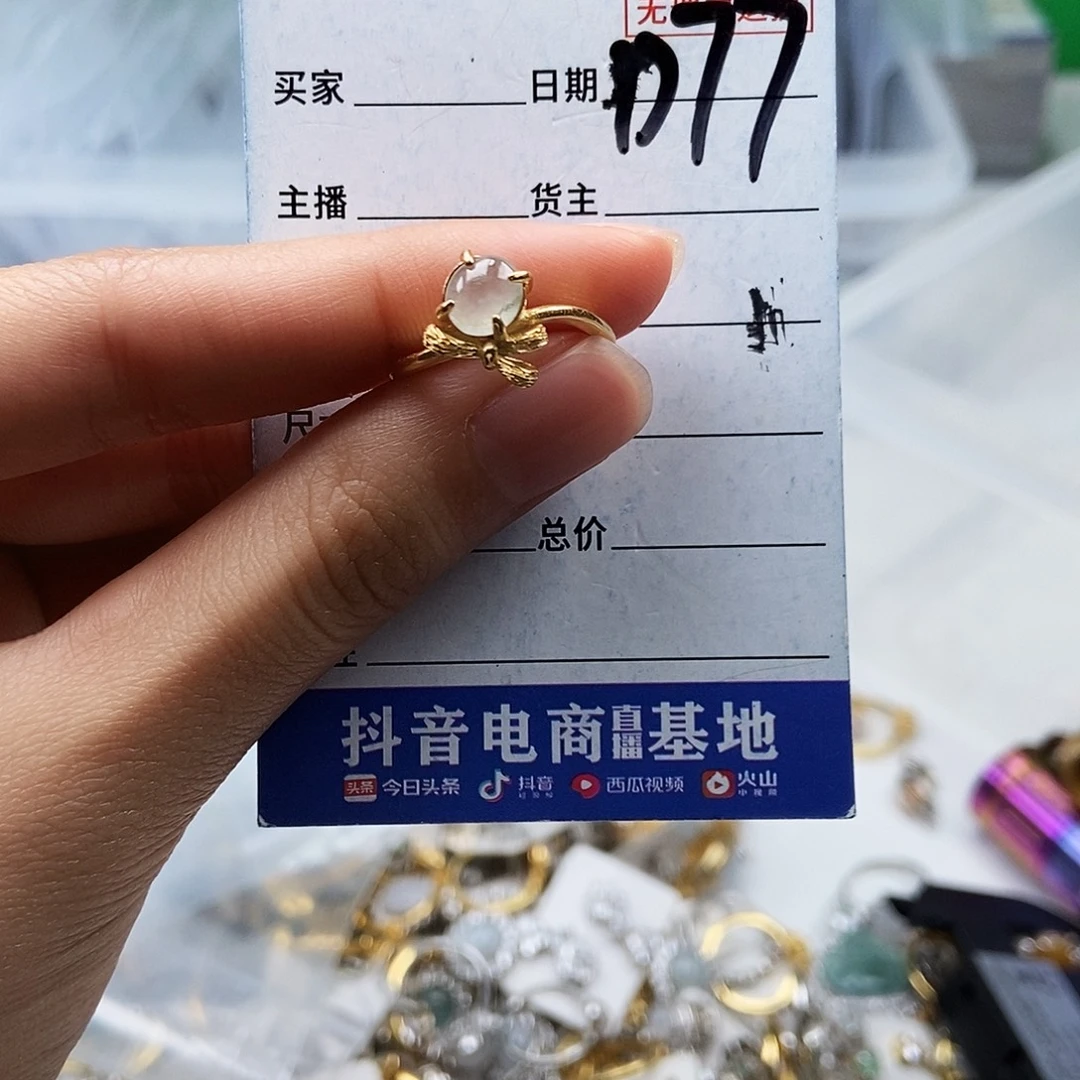 D77
买家 日期
主播 货主
总价
抖音电商直播基地
头条 今日头条 抖音 西瓜视频 火山